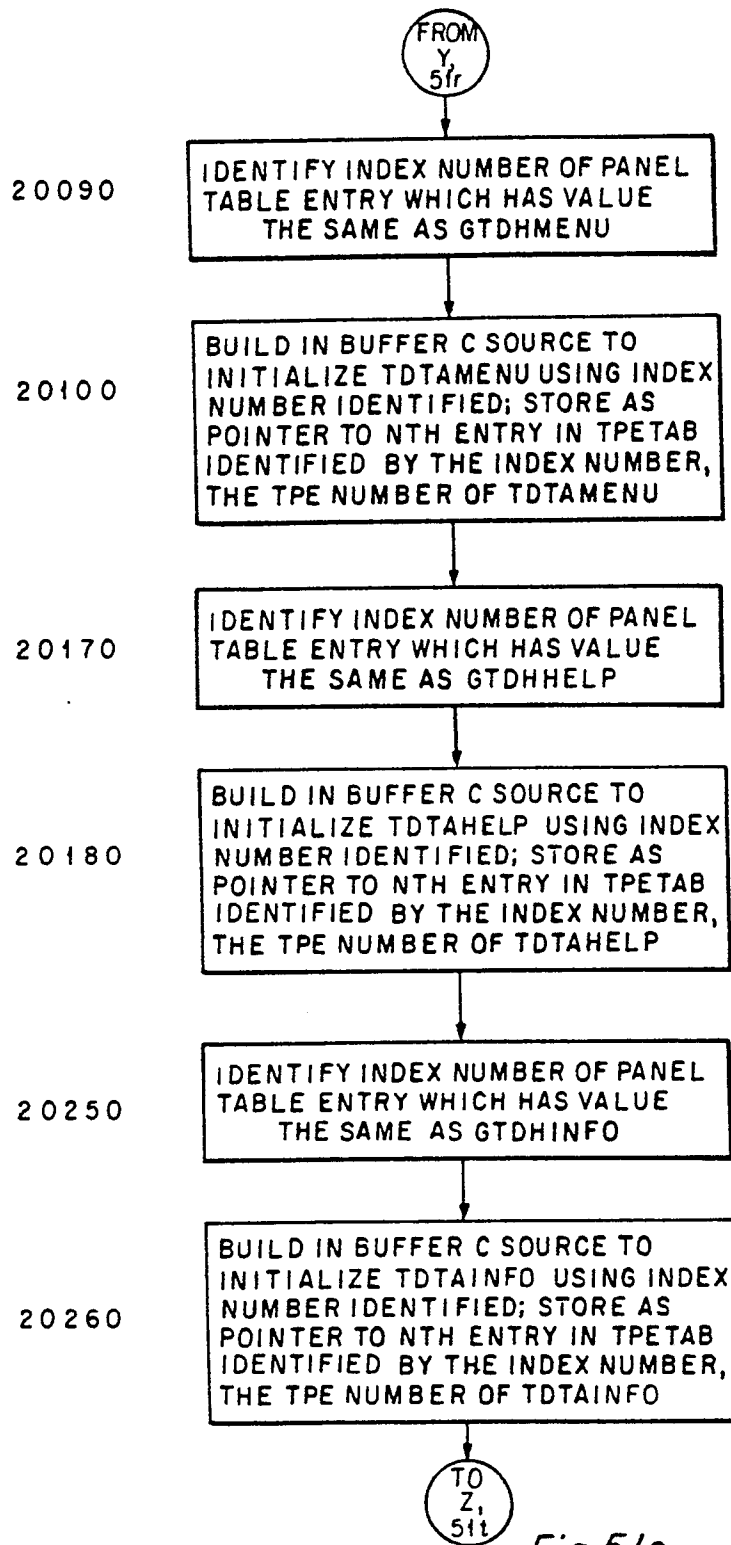 FROM
Y,
51r
20090
IDENTIFY INDEX NUMBER OF PANEL
TABLE ENTRY WHICH HAS VALUE
THE SAME AS GTDHMENU
20100
BUILD IN BUFFER C SOURCE TO
INITIALIZE TDTAMENU USING INDEX
NUMBER IDENTIFIED; STORE AS
POINTER TO NTH ENTRY IN TPETAB
IDENTIFIED BY THE INDEX NUMBER,
THE TPE NUMBER OF TDTAMENU
20170
IDENTIFY INDEX NUMBER OF PANEL
TABLE ENTRY WHICH HAS VALUE
THE SAME AS GTDHHELP
20180
BUILD IN BUFFER C SOURCE TO
INITIALIZE TDTAHELP USING INDEX
NUMBER IDENTIFIED; STORE AS
POINTER TO NTH ENTRY IN TPETAB
IDENTIFIED BY THE INDEX NUMBER,
THE TPE NUMBER OF TDTAHELP
20250
IDENTIFY INDEX NUMBER OF PANEL
TABLE ENTRY WHICH HAS VALUE
THE SAME AS GTDHINFO
20260
BUILD IN BUFFER C SOURCE TO
INITIALIZE TDTAINFO USING INDEX
NUMBER IDENTIFIED; STORE AS
POINTER TO NTH ENTRY IN TPETAB
IDENTIFIED BY THE INDEX NUMBER,
THE TPE NUMBER OF TDTAINFO
TO
Z,
51t